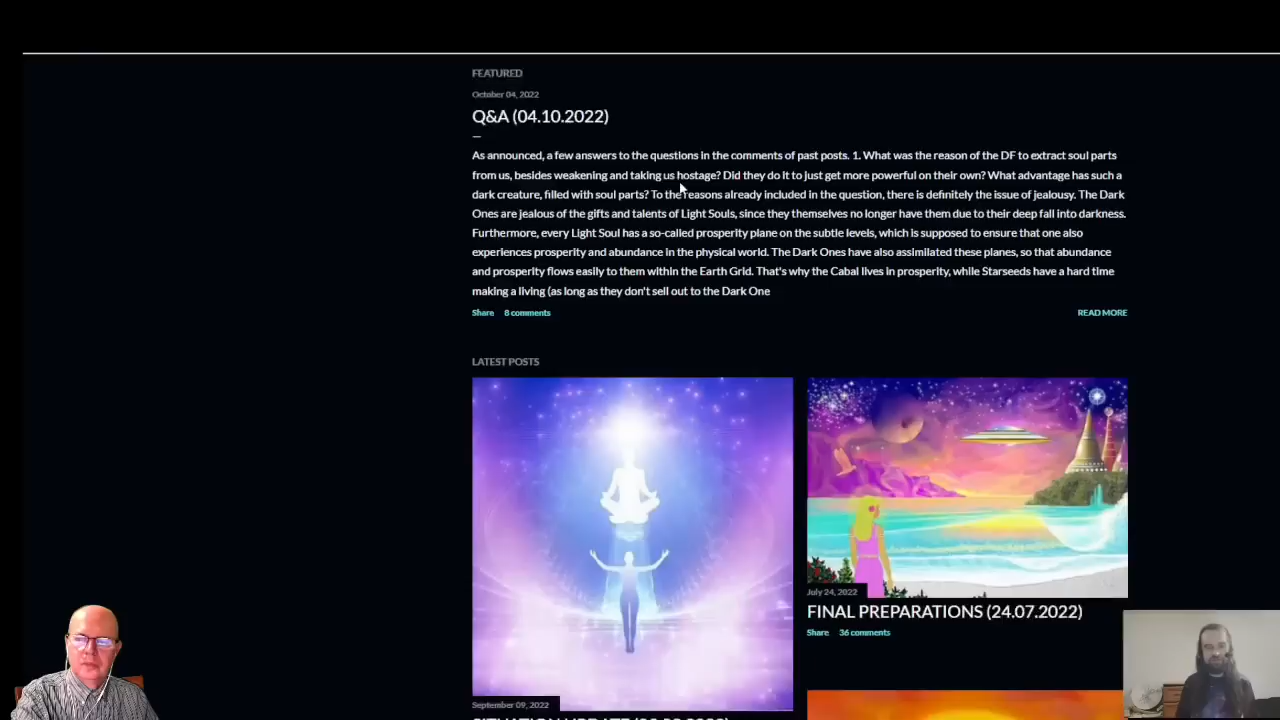 FEATURED
October 04, 2022
Q&A (04.10.2022)
As announced, a few answers to the questions in the comments of past posts. 1. What was the reason of the DF to extract soul parts
from us, besides weakening and taking us hostage? Did they do it to just get more powerful on their own? What advantage has such a
dark creature, filled with soul parts? To the reasons already included in the question, there is definitely the issue of jealousy. The Dark
Ones are jealous of the gifts and talents of Light Souls, since they themselves no longer have them due to their deep fall into darkness.
Furthermore, every Light Soul has a so-called prosperity plane on the subtle levels, which is supposed to ensure that one also
experiences prosperity and abundance in the physical world. The Dark Ones have also assimilated these planes, so that abundance
and prosperity flows easily to them within the Earth Grid. That's why the Cabal lives in prosperity, while Starseeds have a hard time
making a living (as long as they don't sell out to the Dark One
Share 8 comments READ MORE
LATEST POSTS
July 24, 2022
FINAL PREPARATIONS (24.07.2022)
Share 36 comments
September 09, 2022
SITUATION UPDATE